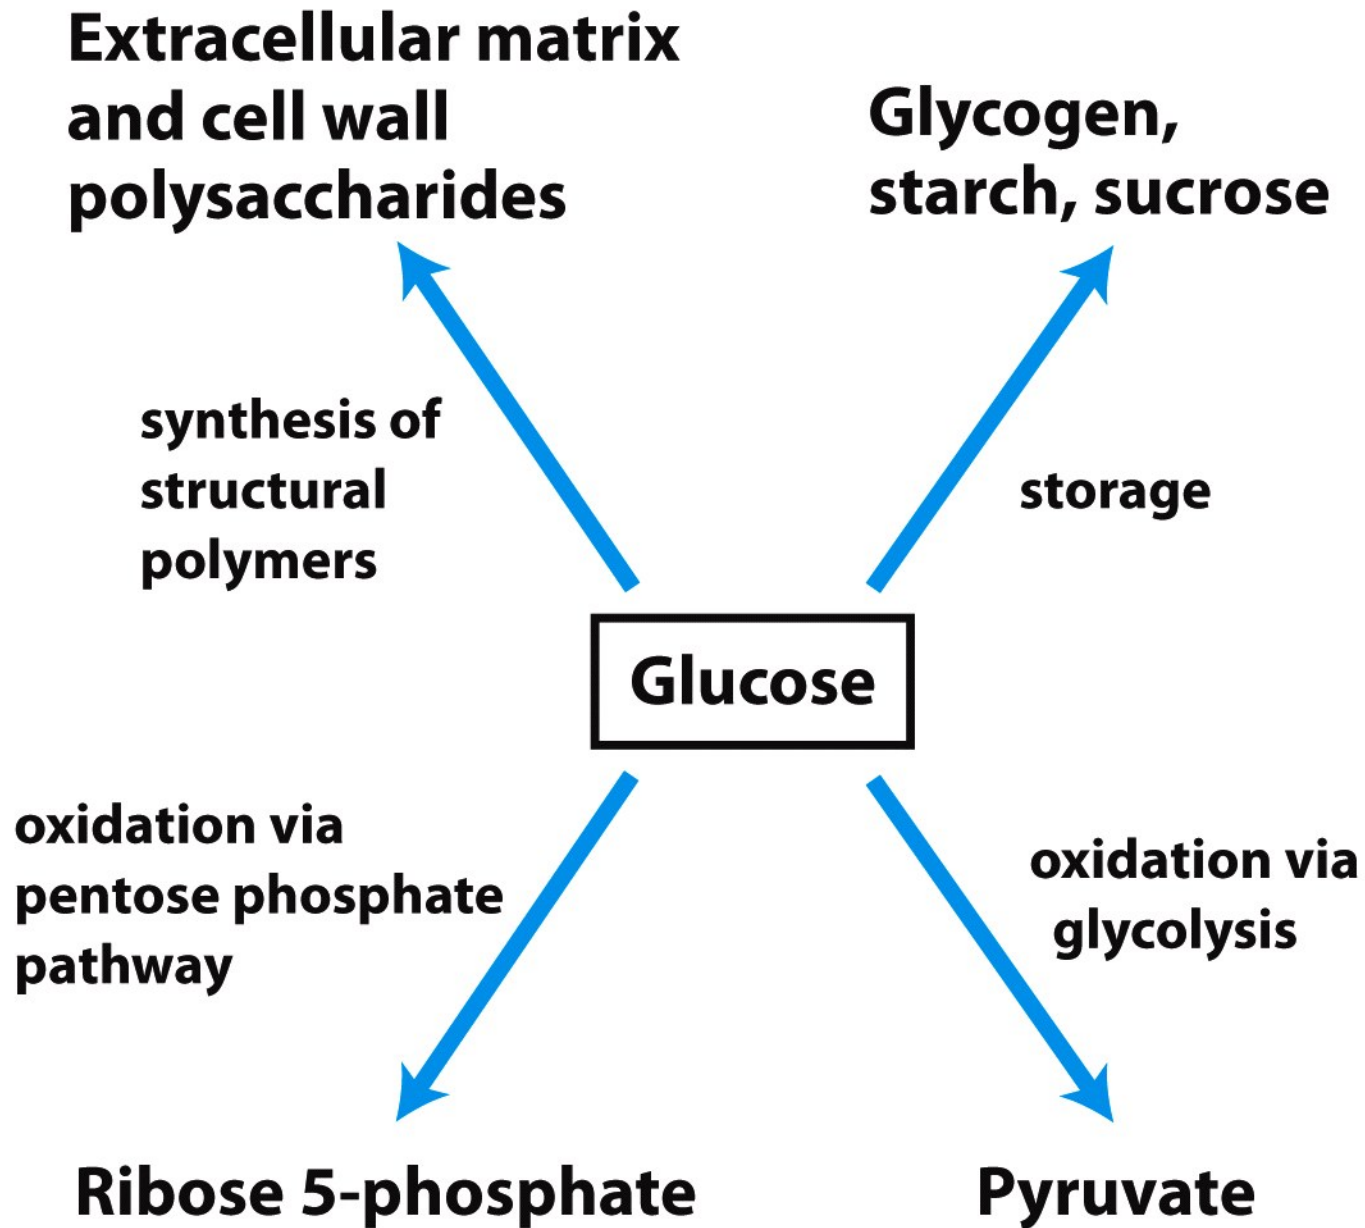 Extracellular matrix
and cell wall
polysaccharides
Glycogen,
starch, sucrose
synthesis of
structural
polymers
storage
Glucose
oxidation via
pentose phosphate
pathway
oxidation via
glycolysis
Ribose 5-phosphate
Pyruvate